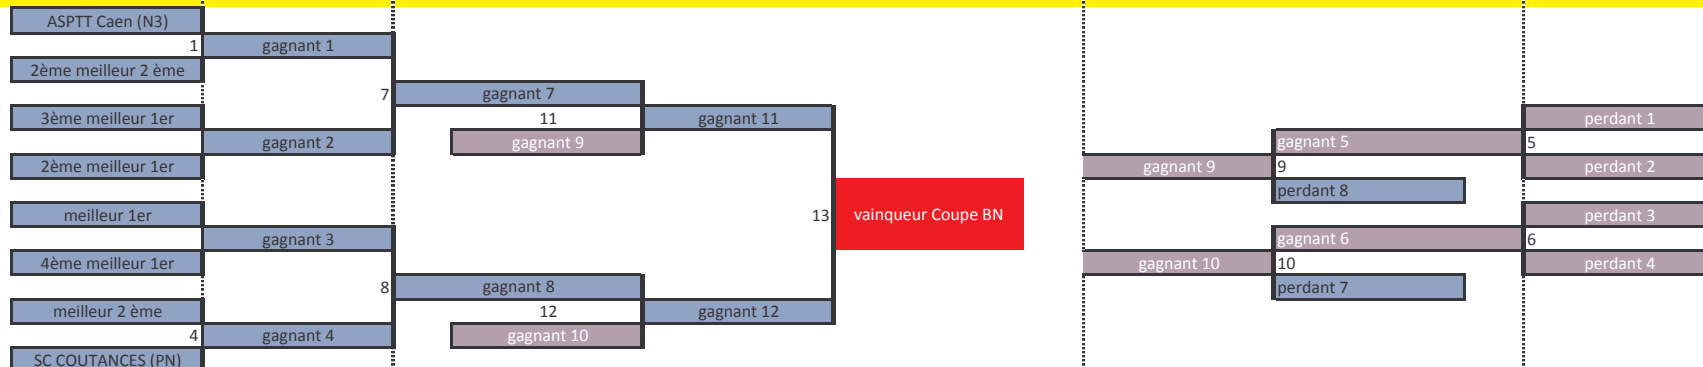 ASPTT Caen (N3)
1 gagnant 1
2ème meilleur 2 ème
7 gagnant 7
3ème meilleur 1er 11 gagnant 11 perdant 1
gagnant 2 gagnant 9 gagnant 5 5
2ème meilleur 1er gagnant 9 9 perdant 2
perdant 8
meilleur 1er 13 vainqueur Coupe BN perdant 3
gagnant 3 gagnant 6 6
4ème meilleur 1er gagnant 10 10 perdant 4
8 gagnant 8 perdant 7
meilleur 2 ème 12 gagnant 12
4 gagnant 4 gagnant 10
SC COUTANCES (PN)